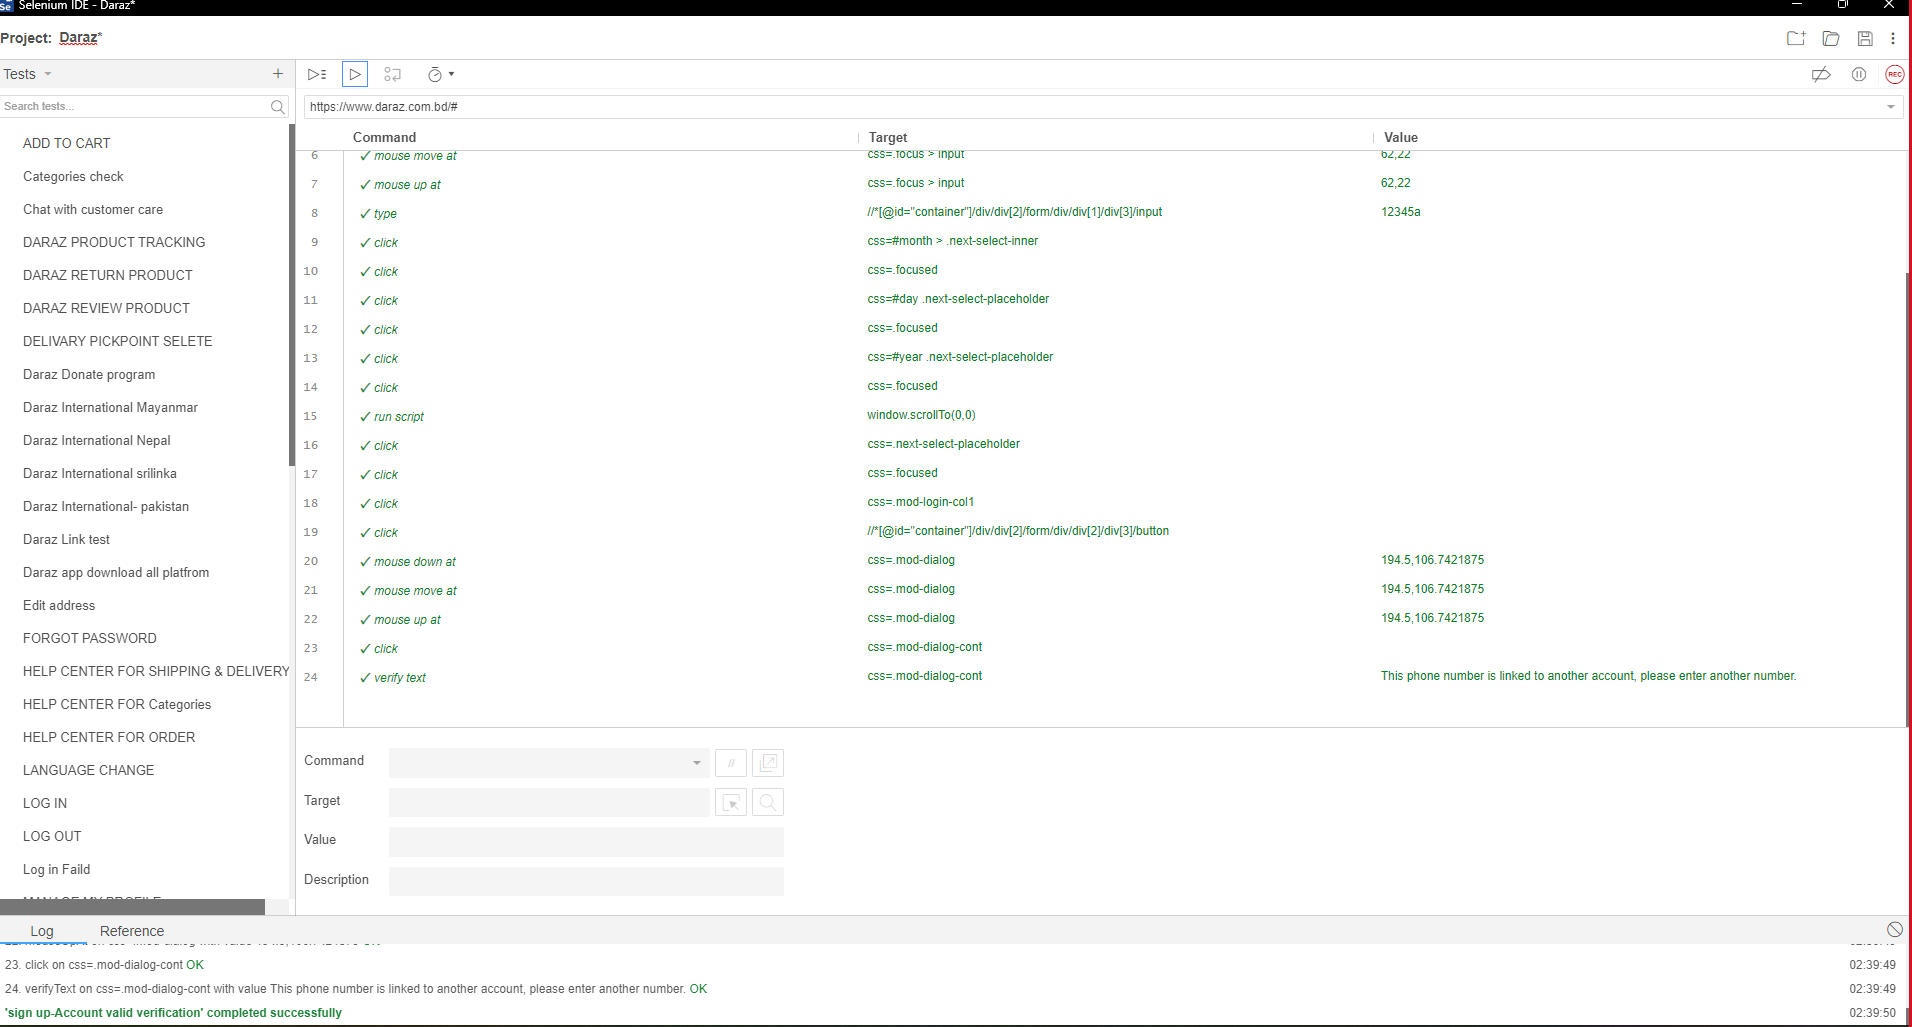 Selenium IDE - Daraz*
Project: Daraz*
Tests
Search tests...
https://www.daraz.com.bd/#
Command Target Value
ADD TO CART
Categories check
Chat with customer care
DARAZ PRODUCT TRACKING
DARAZ RETURN PRODUCT
DARAZ REVIEW PRODUCT
DELIVARY PICKPOINT SELETE
Daraz Donate program
Daraz International Mayanmar
Daraz International Nepal
Daraz International srilinka
Daraz International- pakistan
Daraz Link test
Daraz app download all platfrom
Edit address
FORGOT PASSWORD
HELP CENTER FOR SHIPPING & DELIVERY
HELP CENTER FOR Categories
HELP CENTER FOR ORDER
LANGUAGE CHANGE
LOG IN
LOG OUT
Log in Faild
MANAGE MY PROFILE
6 ✓ mouse move at css=.focus > input 62,22
7 ✓ mouse up at css=.focus > input 62,22
8 ✓ type //*[@id="container"]/div/div[2]/form/div/div[1]/div[3]/input 12345a
9 ✓ click css=#month > .next-select-inner
10 ✓ click css=.focused
11 ✓ click css=#day .next-select-placeholder
12 ✓ click css=.focused
13 ✓ click css=#year .next-select-placeholder
14 ✓ click css=.focused
15 ✓ run script window.scrollTo(0,0)
16 ✓ click css=.next-select-placeholder
17 ✓ click css=.focused
18 ✓ click css=.mod-login-col1
19 ✓ click //*[@id="container"]/div/div[2]/form/div/div[2]/div[3]/button
20 ✓ mouse down at css=.mod-dialog 194.5,106.7421875
21 ✓ mouse move at css=.mod-dialog 194.5,106.7421875
22 ✓ mouse up at css=.mod-dialog 194.5,106.7421875
23 ✓ click css=.mod-dialog-cont
24 ✓ verify text css=.mod-dialog-cont This phone number is linked to another account, please enter another number.
Command //
Target
Value
Description
REC
Log Reference
23. click on css=.mod-dialog-cont OK 02:39:49
24. verifyText on css=.mod-dialog-cont with value This phone number is linked to another account, please enter another number. OK 02:39:49
'sign up-Account valid verification' completed successfully 02:39:50